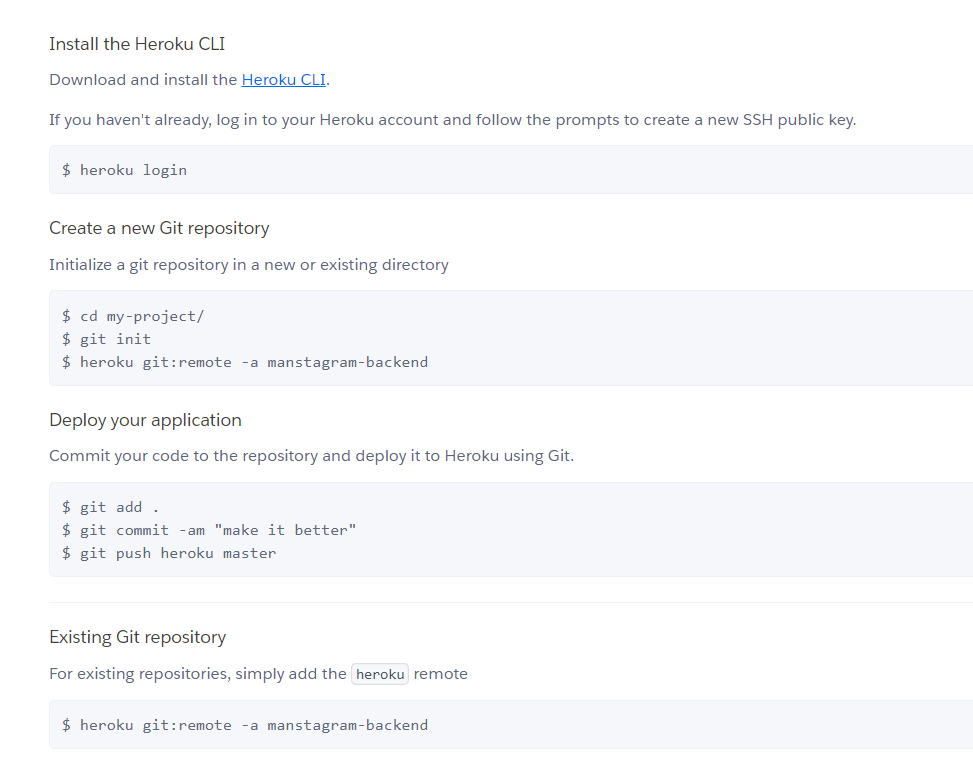 Install the Heroku CLI
Download and install the Heroku CLI.
If you haven't already, log in to your Heroku account and follow the prompts to create a new SSH public key.
$ heroku login
Create a new Git repository
Initialize a git repository in a new or existing directory
$ cd my-project/
$ git init
$ heroku git:remote -a manstagram-backend
Deploy your application
Commit your code to the repository and deploy it to Heroku using Git.
$ git add .
$ git commit -am "make it better"
$ git push heroku master
Existing Git repository
For existing repositories, simply add the heroku remote
$ heroku git:remote -a manstagram-backend